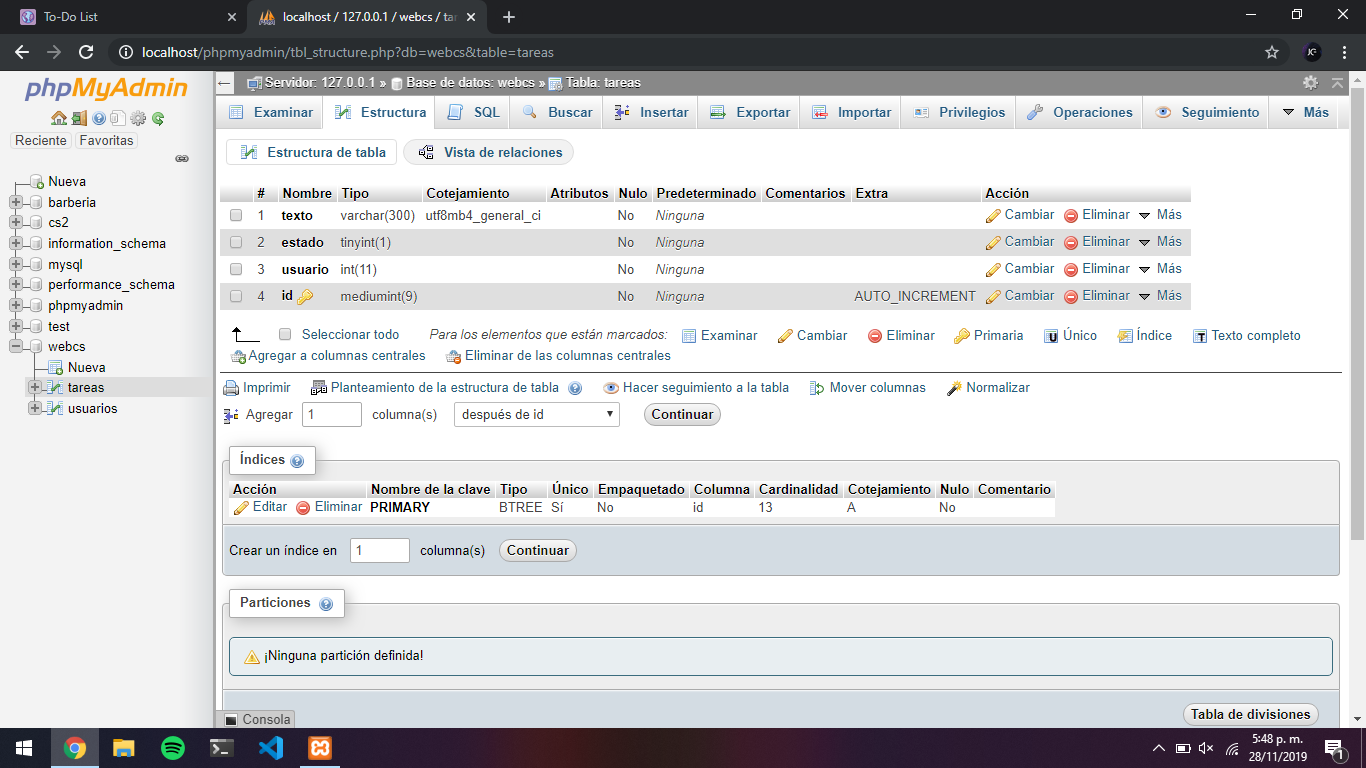 To-Do List
localhost / 127.0.0.1 / webcs / tar
localhost/phpmyadmin/tbl_structure.php?db=webcs&table=tareas
JG
phpMyAdmin
Reciente Favoritas
Nueva
barberia
cs2
information_schema
mysql
performance_schema
phpmyadmin
test
webcs
Nueva
tareas
usuarios
Servidor: 127.0.0.1 » Base de datos: webcs » Tabla: tareas
Examinar Estructura SQL Buscar Insertar Exportar Importar Privilegios Operaciones Seguimiento Más
Estructura de tabla Vista de relaciones
# Nombre Tipo Cotejamiento Atributos Nulo Predeterminado Comentarios Extra Acción
1 texto varchar(300) utf8mb4_general_ci No Ninguna Cambiar Eliminar Más
2 estado tinyint(1) No Ninguna Cambiar Eliminar Más
3 usuario int(11) No Ninguna Cambiar Eliminar Más
4 id mediumint(9) No Ninguna AUTO_INCREMENT Cambiar Eliminar Más
Seleccionar todo Para los elementos que están marcados: Examinar Cambiar Eliminar Primaria Único Índice Texto completo
Agregar a columnas centrales Eliminar de las columnas centrales
Imprimir Planteamiento de la estructura de tabla Hacer seguimiento a la tabla Mover columnas Normalizar
Agregar 1 columna(s) después de id Continuar
Índices
Acción Nombre de la clave Tipo Único Empaquetado Columna Cardinalidad Cotejamiento Nulo Comentario
Editar Eliminar PRIMARY BTREE Sí No id 13 A No
Crear un índice en 1 columna(s) Continuar
Particiones
¡Ninguna partición definida!
Tabla de divisiones
Consola
5:48 p. m.
28/11/2019
1